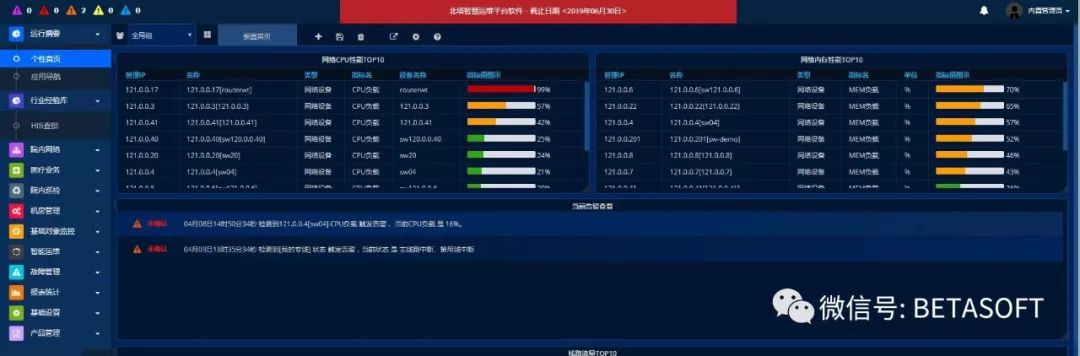 0 0 2 0 0
北塔智慧运维平台软件 - 截止日期 <2019年06月30日>
内置管理员
运行摘要
全局组
预置首页
个性首页
应用导航
行业经验库
HIS查锁
院内网络
医疗业务
院内巡检
机房管理
基础对象监控
智能运维
故障管理
报表统计
基础设置
产品管理
网络CPU性能TOP10
管理IP 名称 类型 指标名 设备名称 指标值图示
121.0.0.17 121.0.0.17[routerwt] 网络设备 CPU负载 routerwt 99%
121.0.0.3 121.0.0.3[121.0.0.3] 网络设备 CPU负载 121.0.0.3 57%
121.0.0.41 121.0.0.41[121.0.0.41] 网络设备 CPU负载 121.0.0.41 42%
121.0.0.40 121.0.0.40[sw120.0.0.40] 网络设备 CPU负载 sw120.0.0.40 25%
121.0.0.20 121.0.0.20[sw20] 网络设备 CPU负载 sw20 24%
121.0.0.4 121.0.0.4[sw04] 网络设备 CPU负载 sw04 21%
网络内存性能TOP10
管理IP 名称 类型 指标名 单位 指标值图示
121.0.0.6 121.0.0.6[sw121.0.0.6] 网络设备 MEM负载 % 70%
121.0.0.22 121.0.0.22[121.0.0.22] 网络设备 MEM负载 % 65%
121.0.0.4 121.0.0.4[sw04] 网络设备 MEM负载 % 57%
121.0.0.201 121.0.0.201[sw-demo] 网络设备 MEM负载 % 52%
121.0.0.8 121.0.0.8[121.0.0.8] 网络设备 MEM负载 % 46%
121.0.0.7 121.0.0.7[121.0.0.7] 网络设备 MEM负载 % 43%
当前告警查看
未确认 04月08日14时50分34秒 检测到121.0.0.4[sw04] CPU负载 触发告警，当前CPU负载 是 16%。
未确认 04月03日18时35分34秒 检测到[我的专线] 状态 触发告警，当前状态 是 主线路中断、备用线中断
微信号: BETASOFT